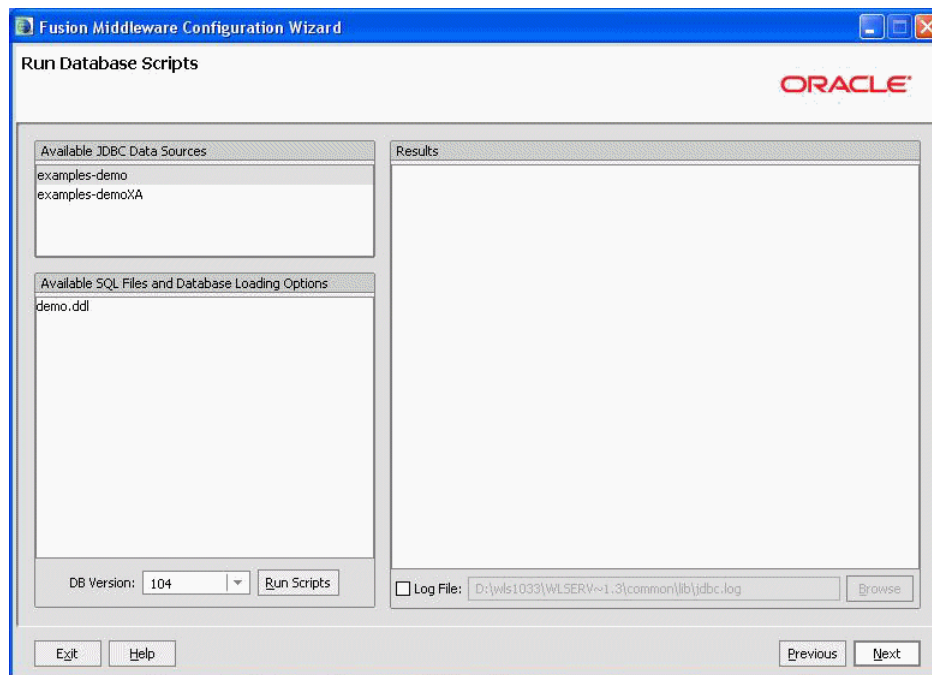 Fusion Middleware Configuration Wizard
Run Database Scripts
ORACLE
Available JDBC Data Sources
examples-demo
examples-demoXA
Available SQL Files and Database Loading Options
demo.ddl
DB Version: 104 Run Scripts
Results
Log File: D:\wls1033\WLSERV~1.3\common\lib\jdbc.log Browse
Exit Help Previous Next